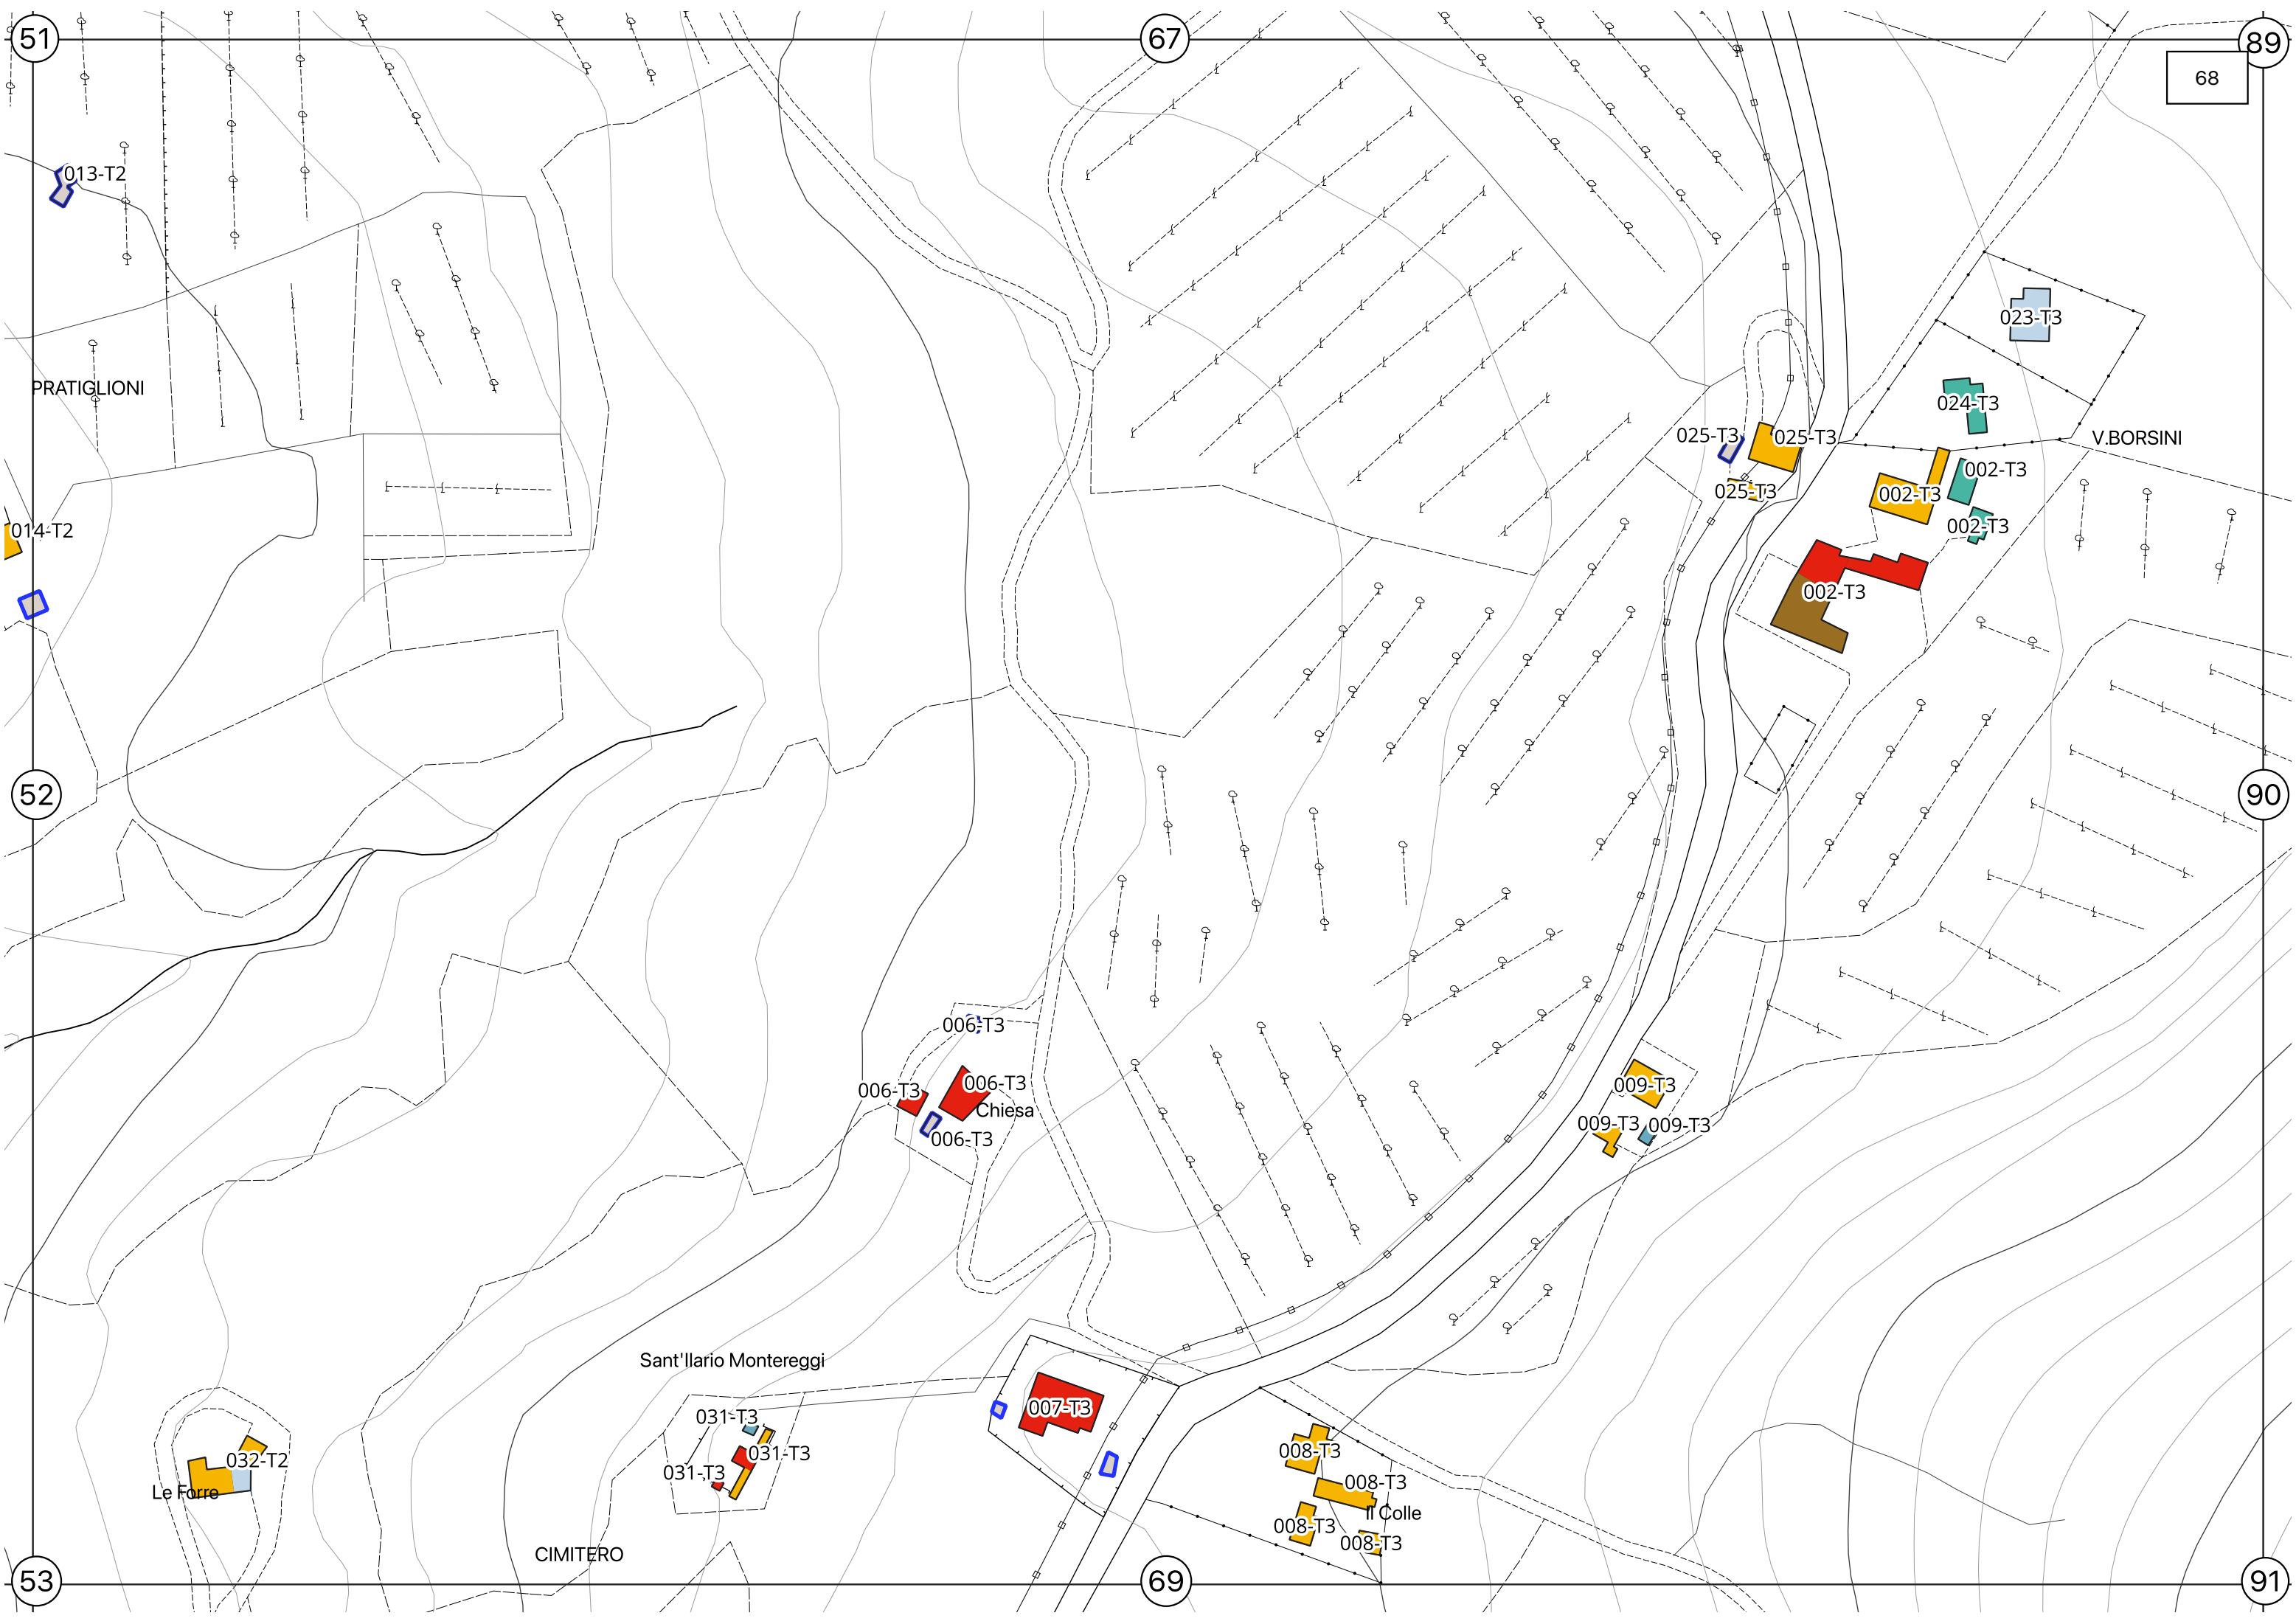 51
67
89
68
013-T2
023-T3
PRATIGLIONI
024-T3
025-T3
025-T3
V.BORSINI
002-T3
025-T3
002-T3
014-T2
002-T3
002-T3
52
90
006-T3
006-T3
006-T3
009-T3
Chiesa
009-T3
009-T3
006-T3
Sant'Ilario Montereggi
007-T3
031-T3
008-T3
031-T3
032-T2
031-T3
008-T3
Le Forre
Il Colle
008-T3
008-T3
CIMITERO
53
69
91